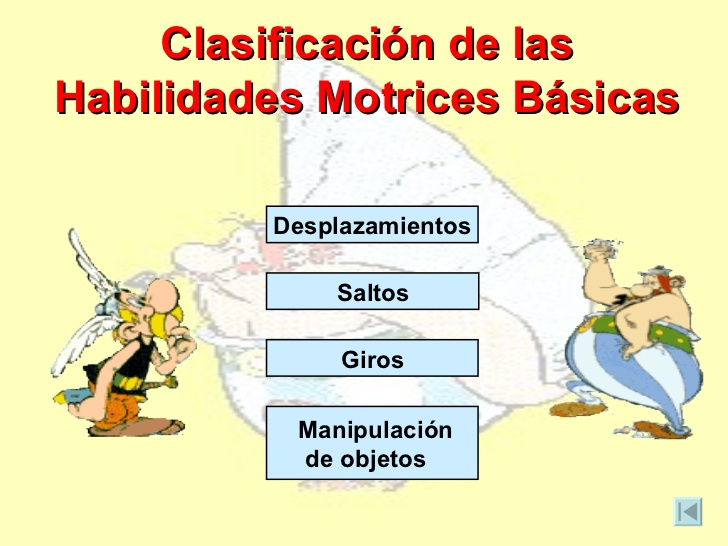 Clasificación de las
Habilidades Motrices Básicas
Desplazamientos
Saltos
Giros
Manipulación
de objetos